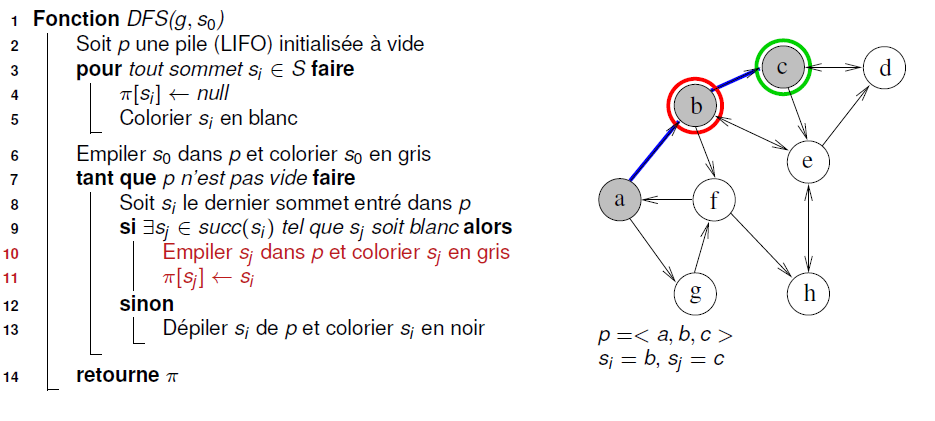 1 Fonction DFS(g, s₀)
2 Soit p une pile (LIFO) initialisée à vide
3 pour tout sommet sᵢ ∈ S faire
4 π[sᵢ] ← null
5 Colorier sᵢ en blanc
6 Empiler s₀ dans p et colorier s₀ en gris
7 tant que p n'est pas vide faire
8 Soit sᵢ le dernier sommet entré dans p
9 si ∃sⱼ ∈ succ(sᵢ) tel que sⱼ soit blanc alors
10 Empiler sⱼ dans p et colorier sⱼ en gris
11 π[sⱼ] ← sᵢ
12 sinon
13 Dépiler sᵢ de p et colorier sᵢ en noir
14 retourne π
c d
b
e
a f
g h
p =< a, b, c >
sᵢ = b, sⱼ = c